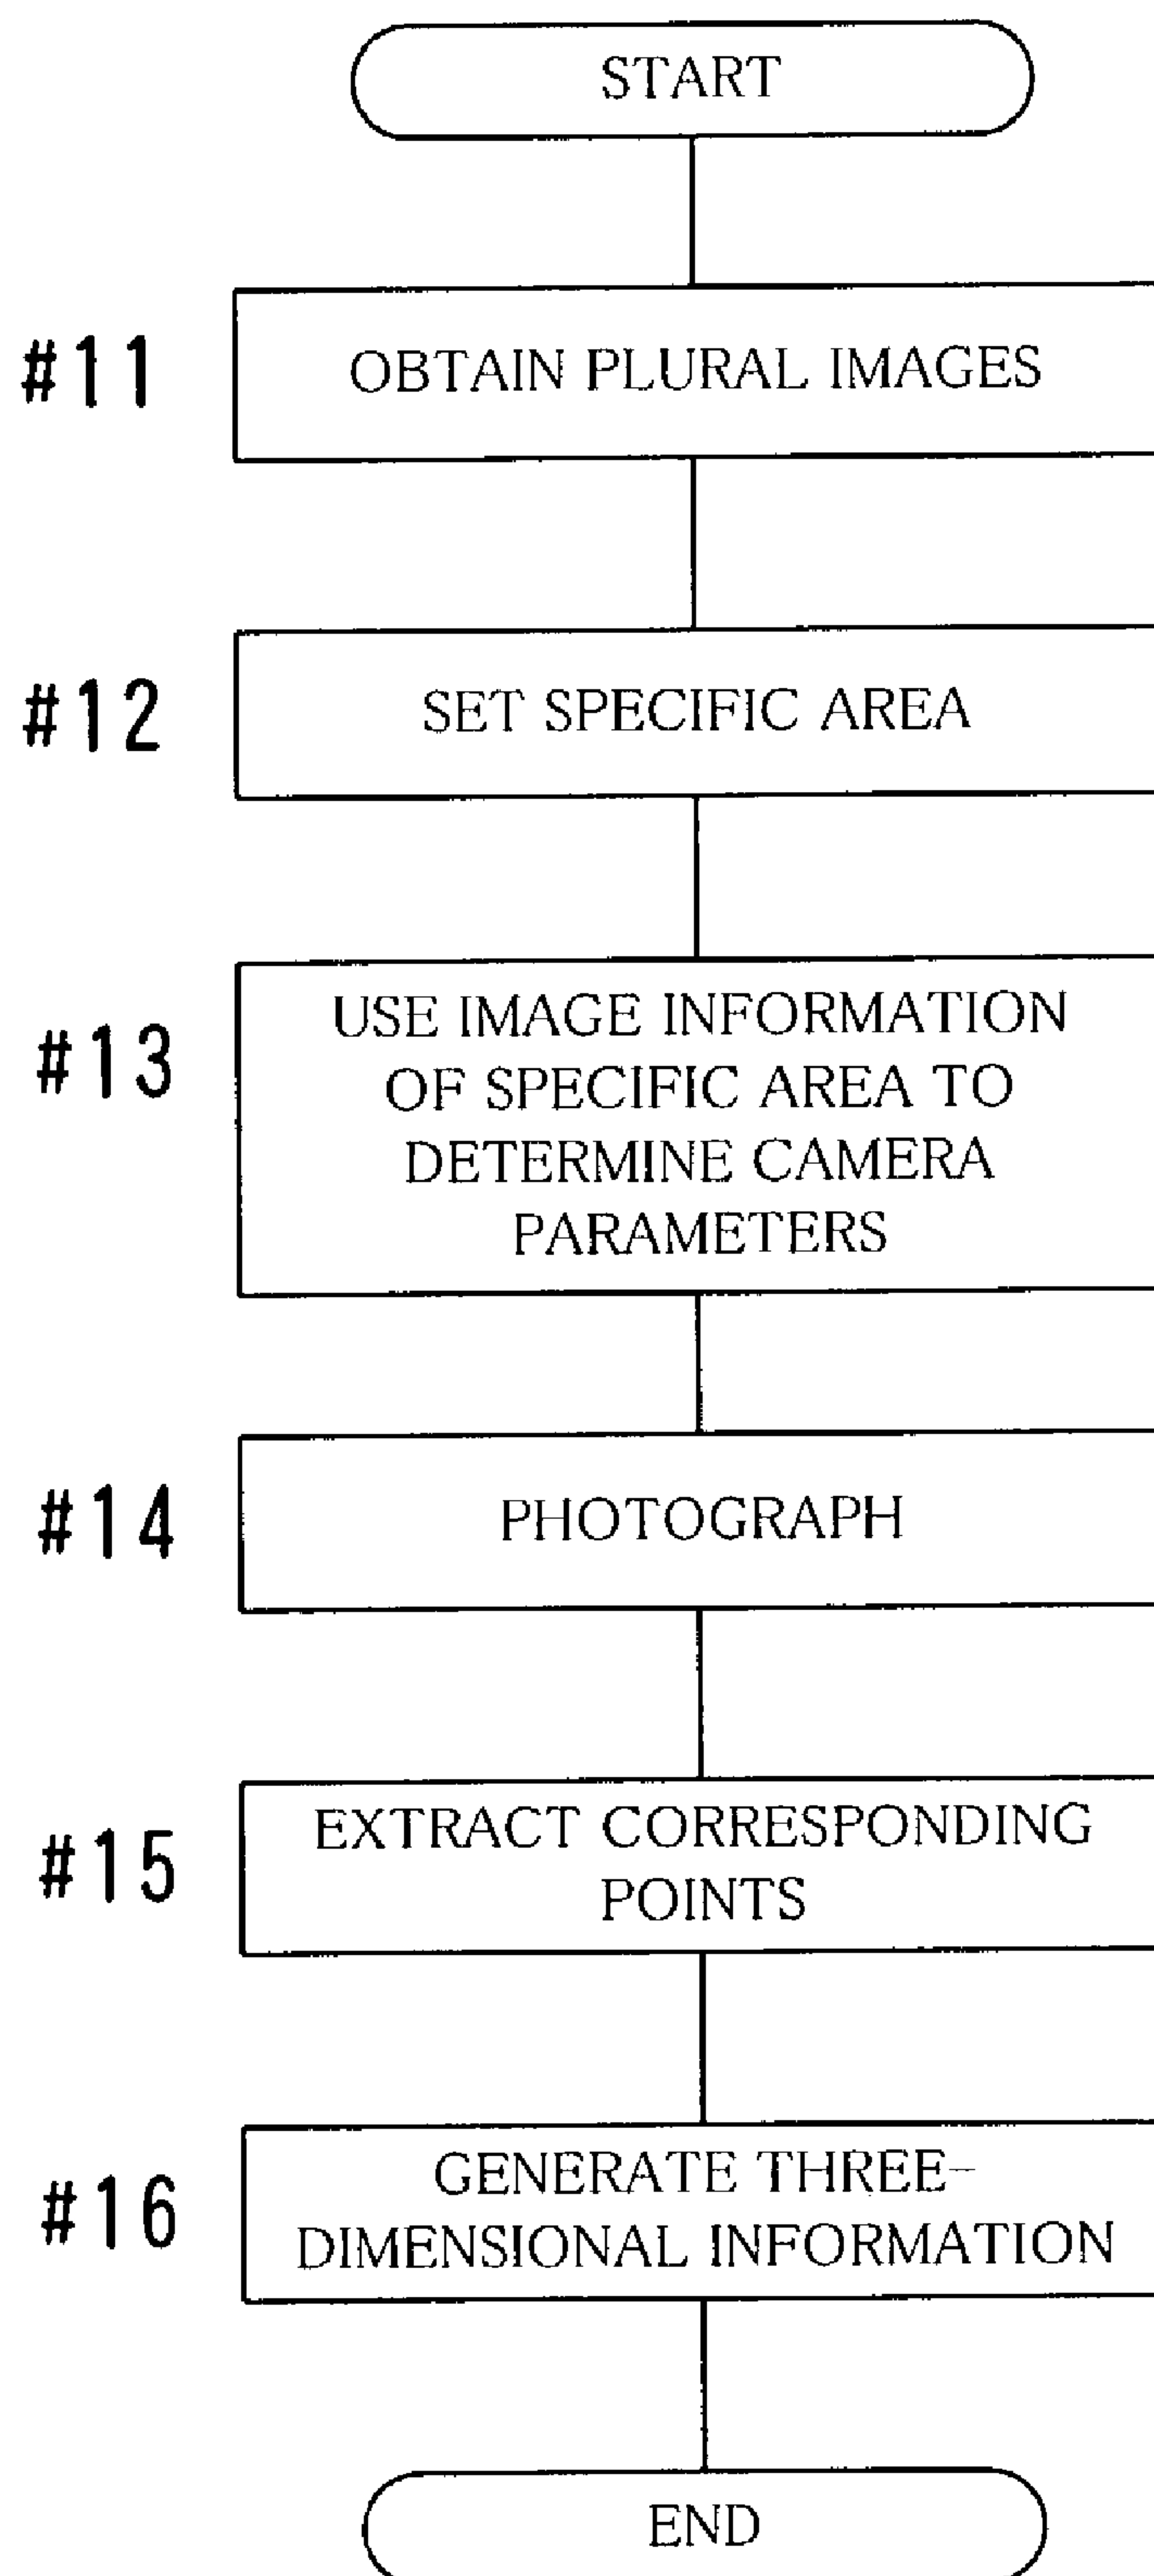 START
#11
OBTAIN PLURAL IMAGES
#12
SET SPECIFIC AREA
#13
USE IMAGE INFORMATION
OF SPECIFIC AREA TO
DETERMINE CAMERA
PARAMETERS
#14
PHOTOGRAPH
#15
EXTRACT CORRESPONDING
POINTS
#16
GENERATE THREE-
DIMENSIONAL INFORMATION
END